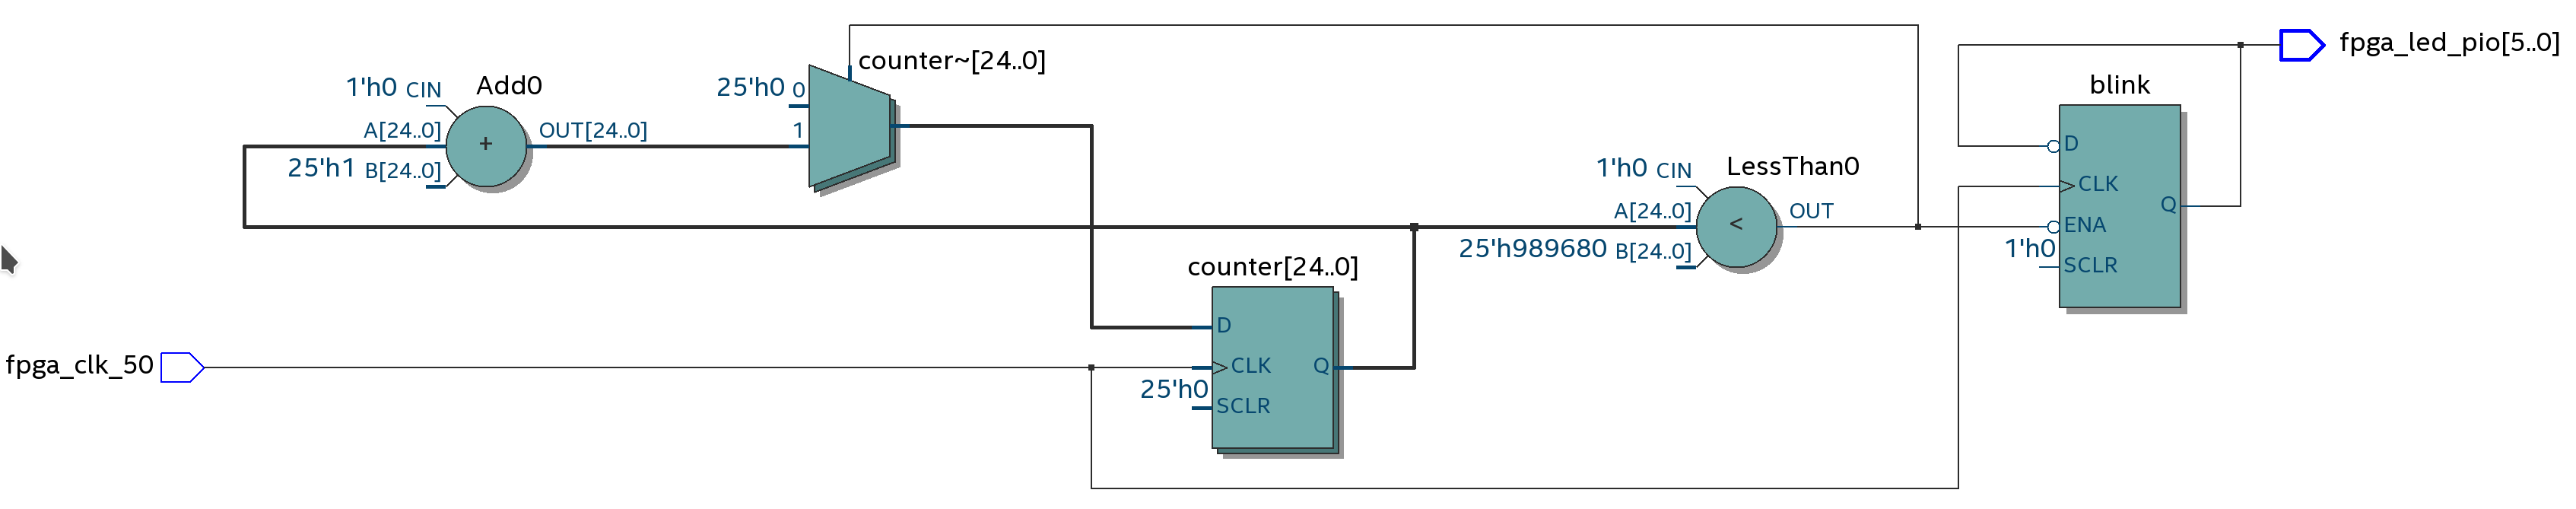 fpga_led_pio[5..0]
counter~[24..0]
Add0
1'h0 CIN
25'h0 0
blink
A[24..0]
+
OUT[24..0]
1
D
25'h1 B[24..0]
LessThan0
1'h0 CIN
CLK
Q
A[24..0]
<
OUT
ENA
25'h989680 B[24..0]
1'h0
SCLR
counter[24..0]
D
fpga_clk_50
CLK
Q
25'h0
SCLR